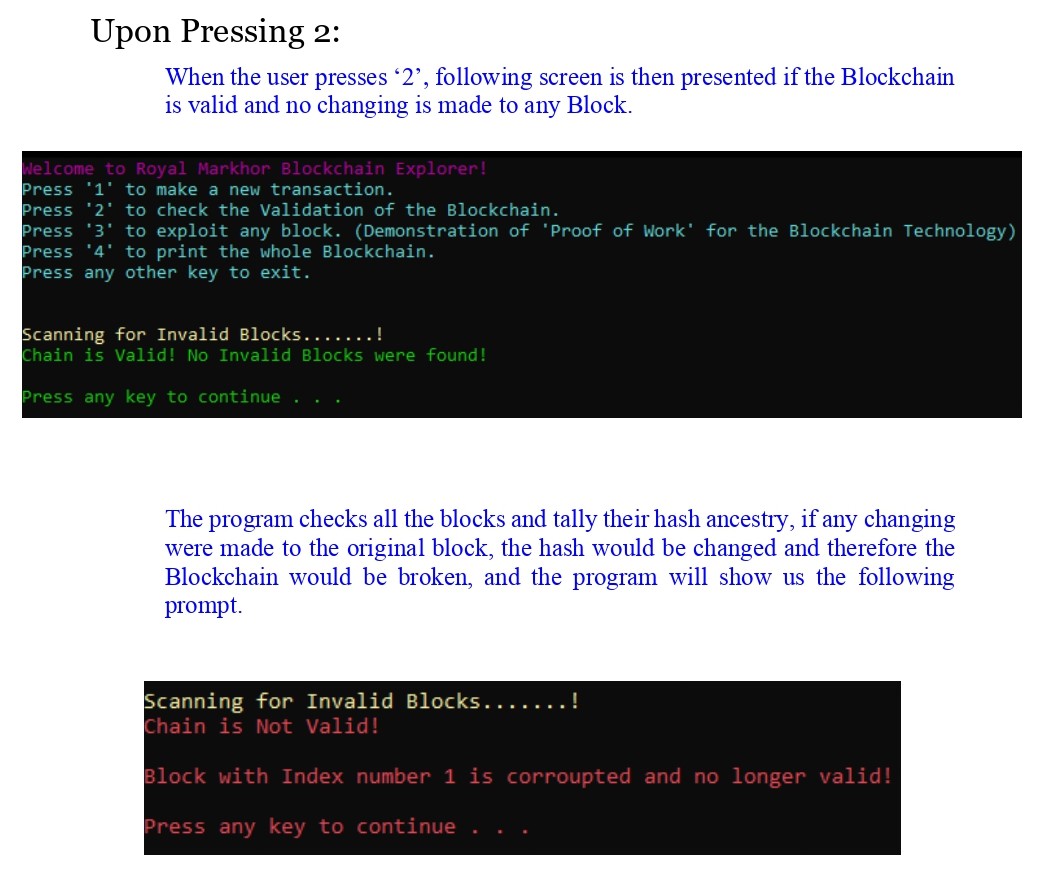 Upon Pressing 2:
When the user presses ‘2’, following screen is then presented if the Blockchain
is valid and no changing is made to any Block.
Welcome to Royal Markhor Blockchain Explorer!
Press '1' to make a new transaction.
Press '2' to check the Validation of the Blockchain.
Press '3' to exploit any block. (Demonstration of 'Proof of Work' for the Blockchain Technology)
Press '4' to print the whole Blockchain.
Press any other key to exit.
Scanning for Invalid Blocks.......!
Chain is Valid! No Invalid Blocks were found!
Press any key to continue . . .
The program checks all the blocks and tally their hash ancestry, if any changing
were made to the original block, the hash would be changed and therefore the
Blockchain would be broken, and the program will show us the following
prompt.
Scanning for Invalid Blocks.......!
Chain is Not Valid!
Block with Index number 1 is corroupted and no longer valid!
Press any key to continue . . .